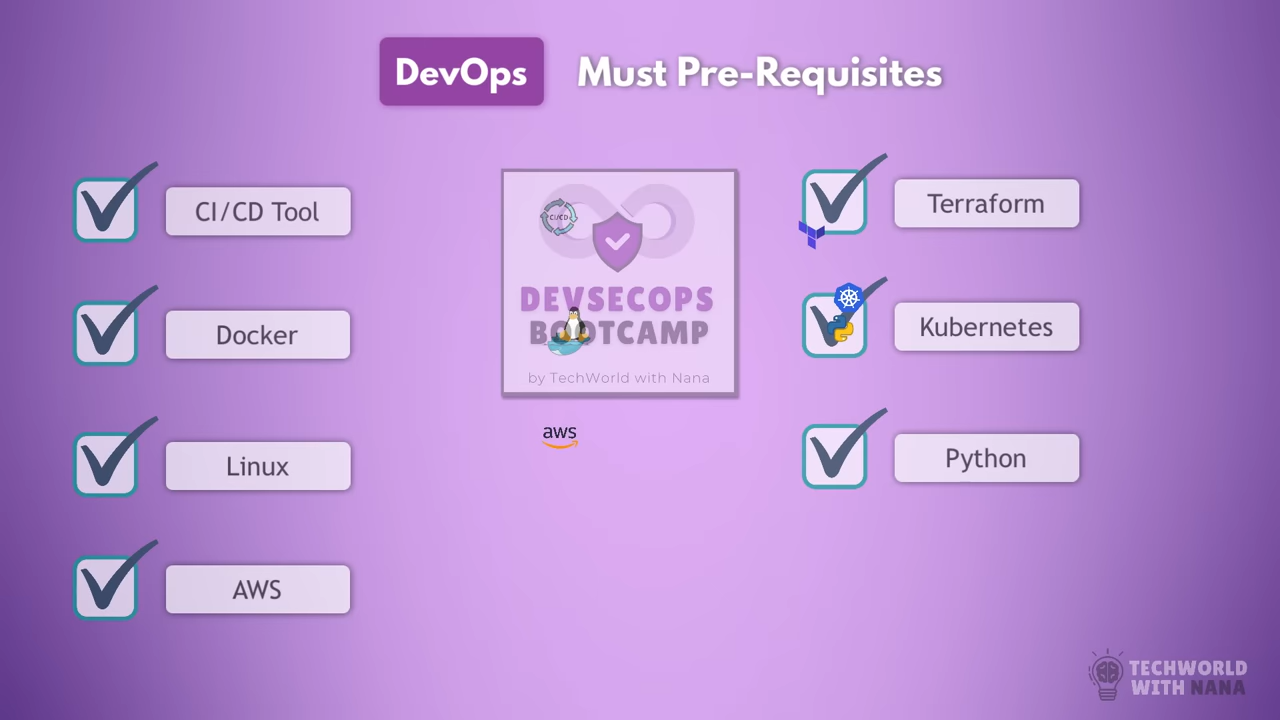 DevOps Must Pre-Requisites
CI/CD Tool
Docker
Linux
AWS
CI/CD
DEVSECOPS
BOOTCAMP
by TechWorld with Nana
aws
Terraform
Kubernetes
Python
TECHWORLD
WITH NANA